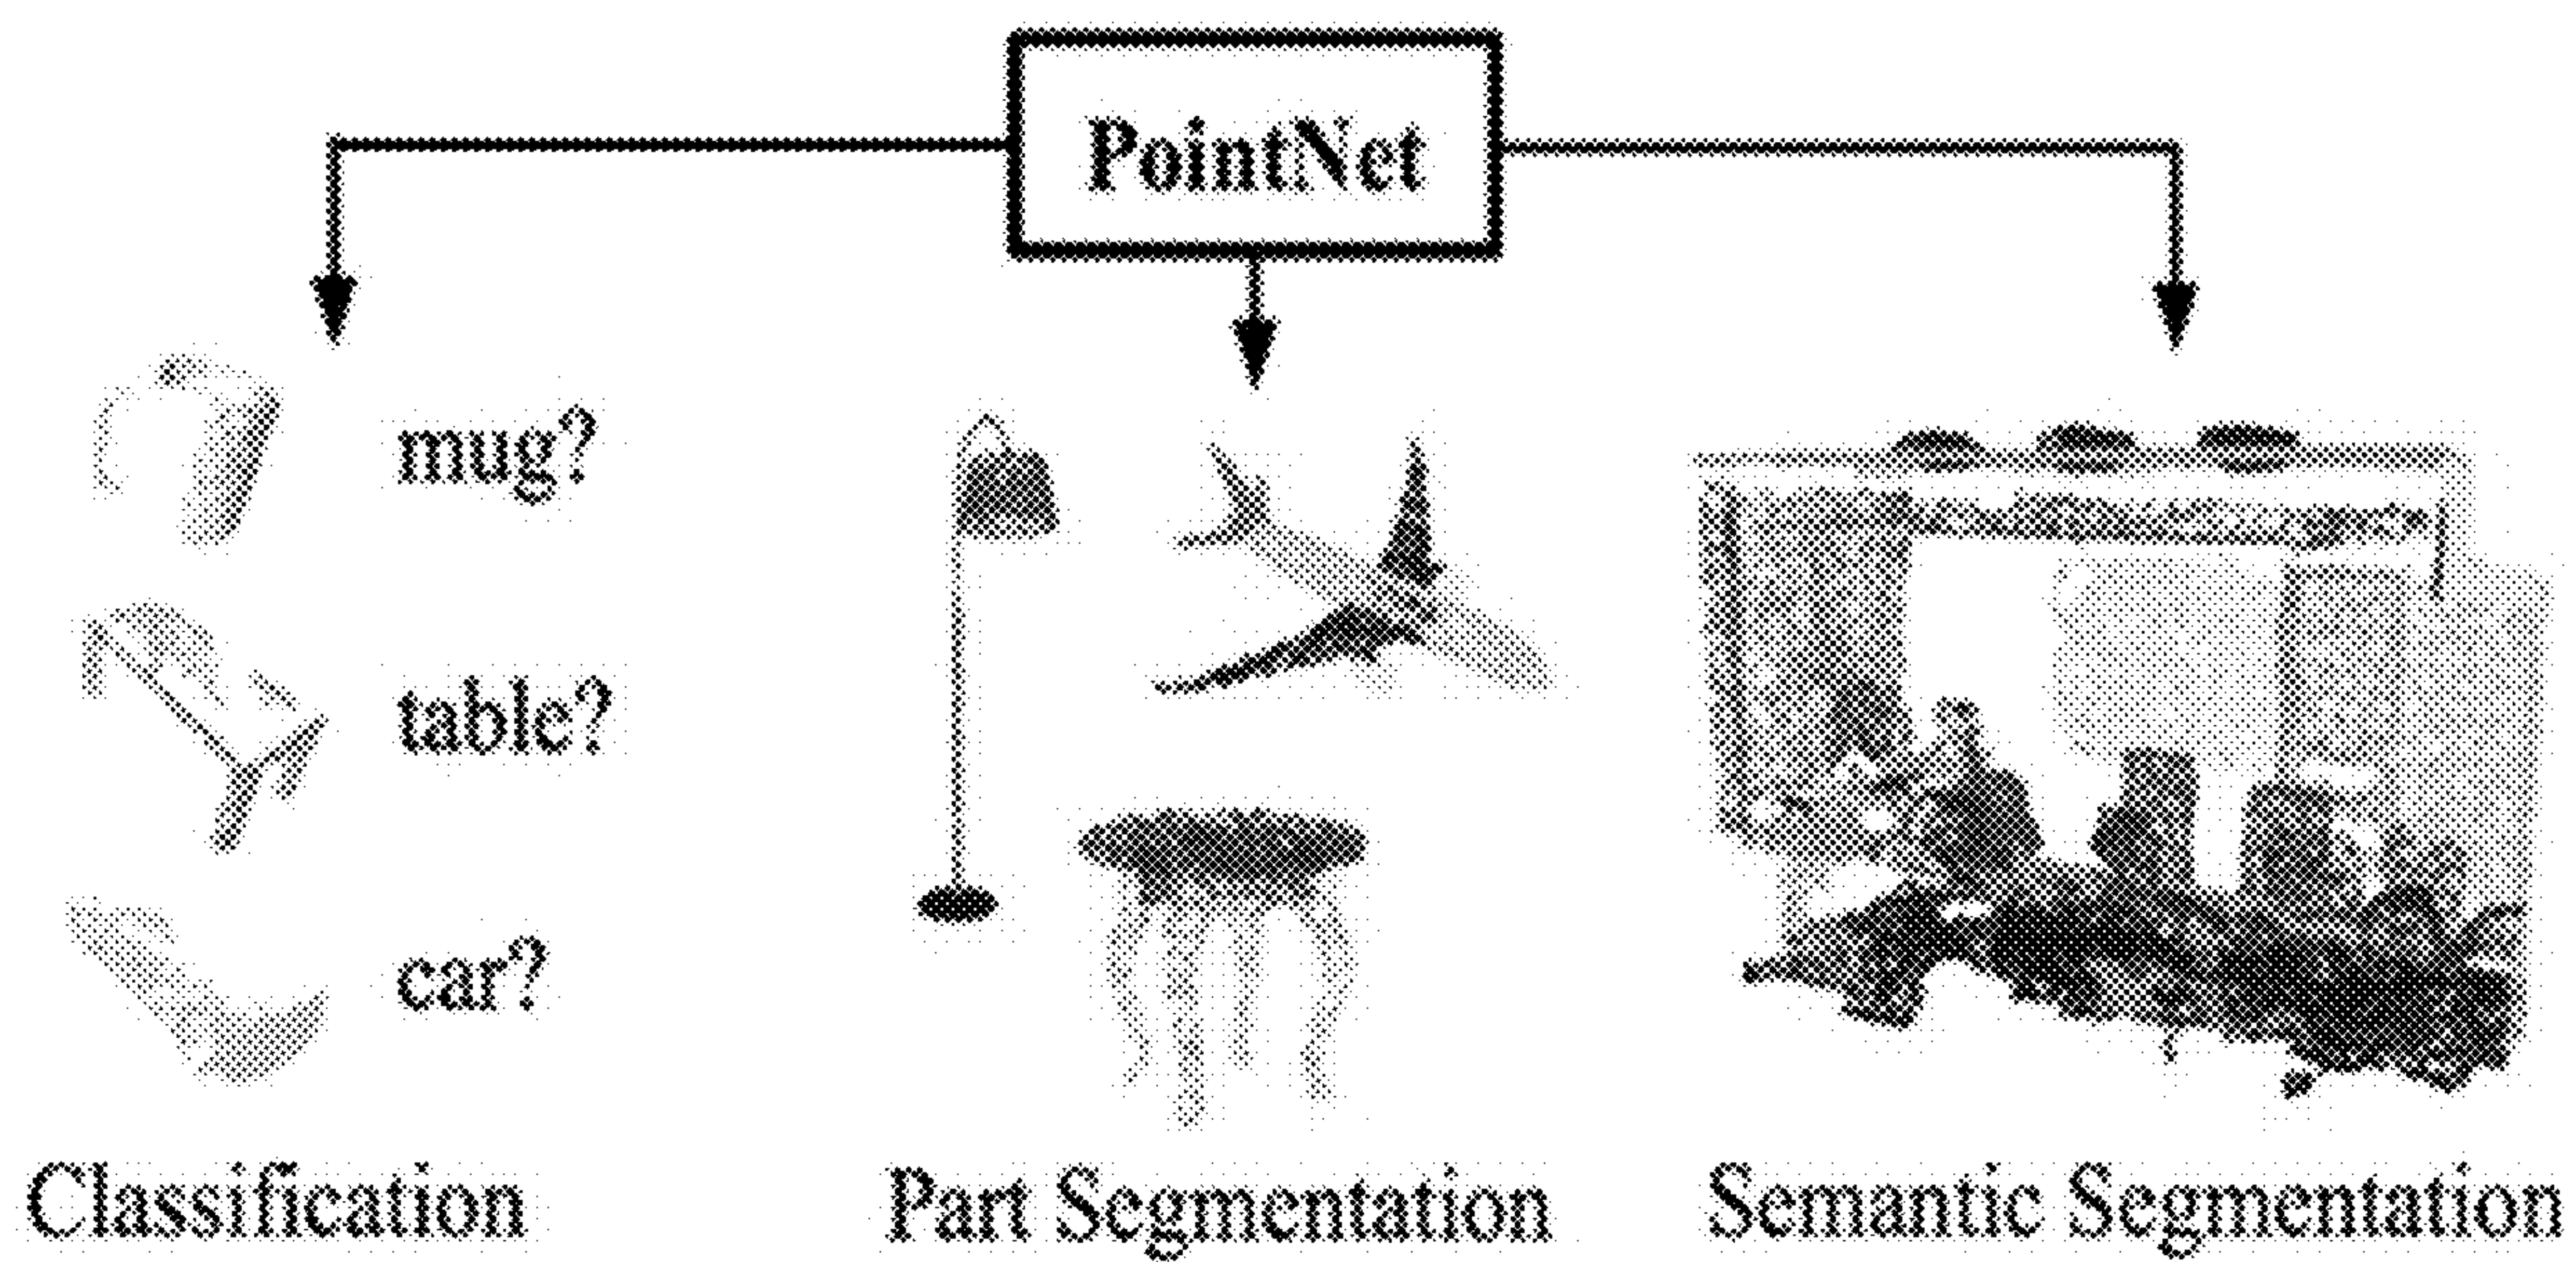 PointNet
mug?
table?
car?
Classification
Part Segmentation
Semantic Segmentation